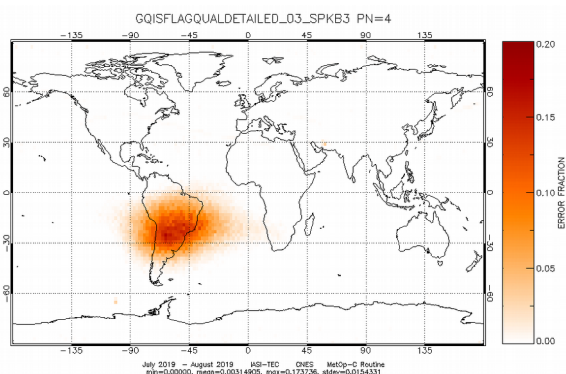 GQISFLAGQUALDETAILED_03_SPKB3 PN=4
-135 -90 -45 0 45 90 135
60 60
30 30
0 0
-30 -30
-60 -60
-135 -90 -45 0 45 90 135
0.20
0.15
0.10
0.05
0.00
ERROR FRACTION
July 2019 - August 2019 IASI-TEC CNES MetOp-C Routine
min=0.00000, mean=0.00314905, max=0.173736, stdev=0.0154331